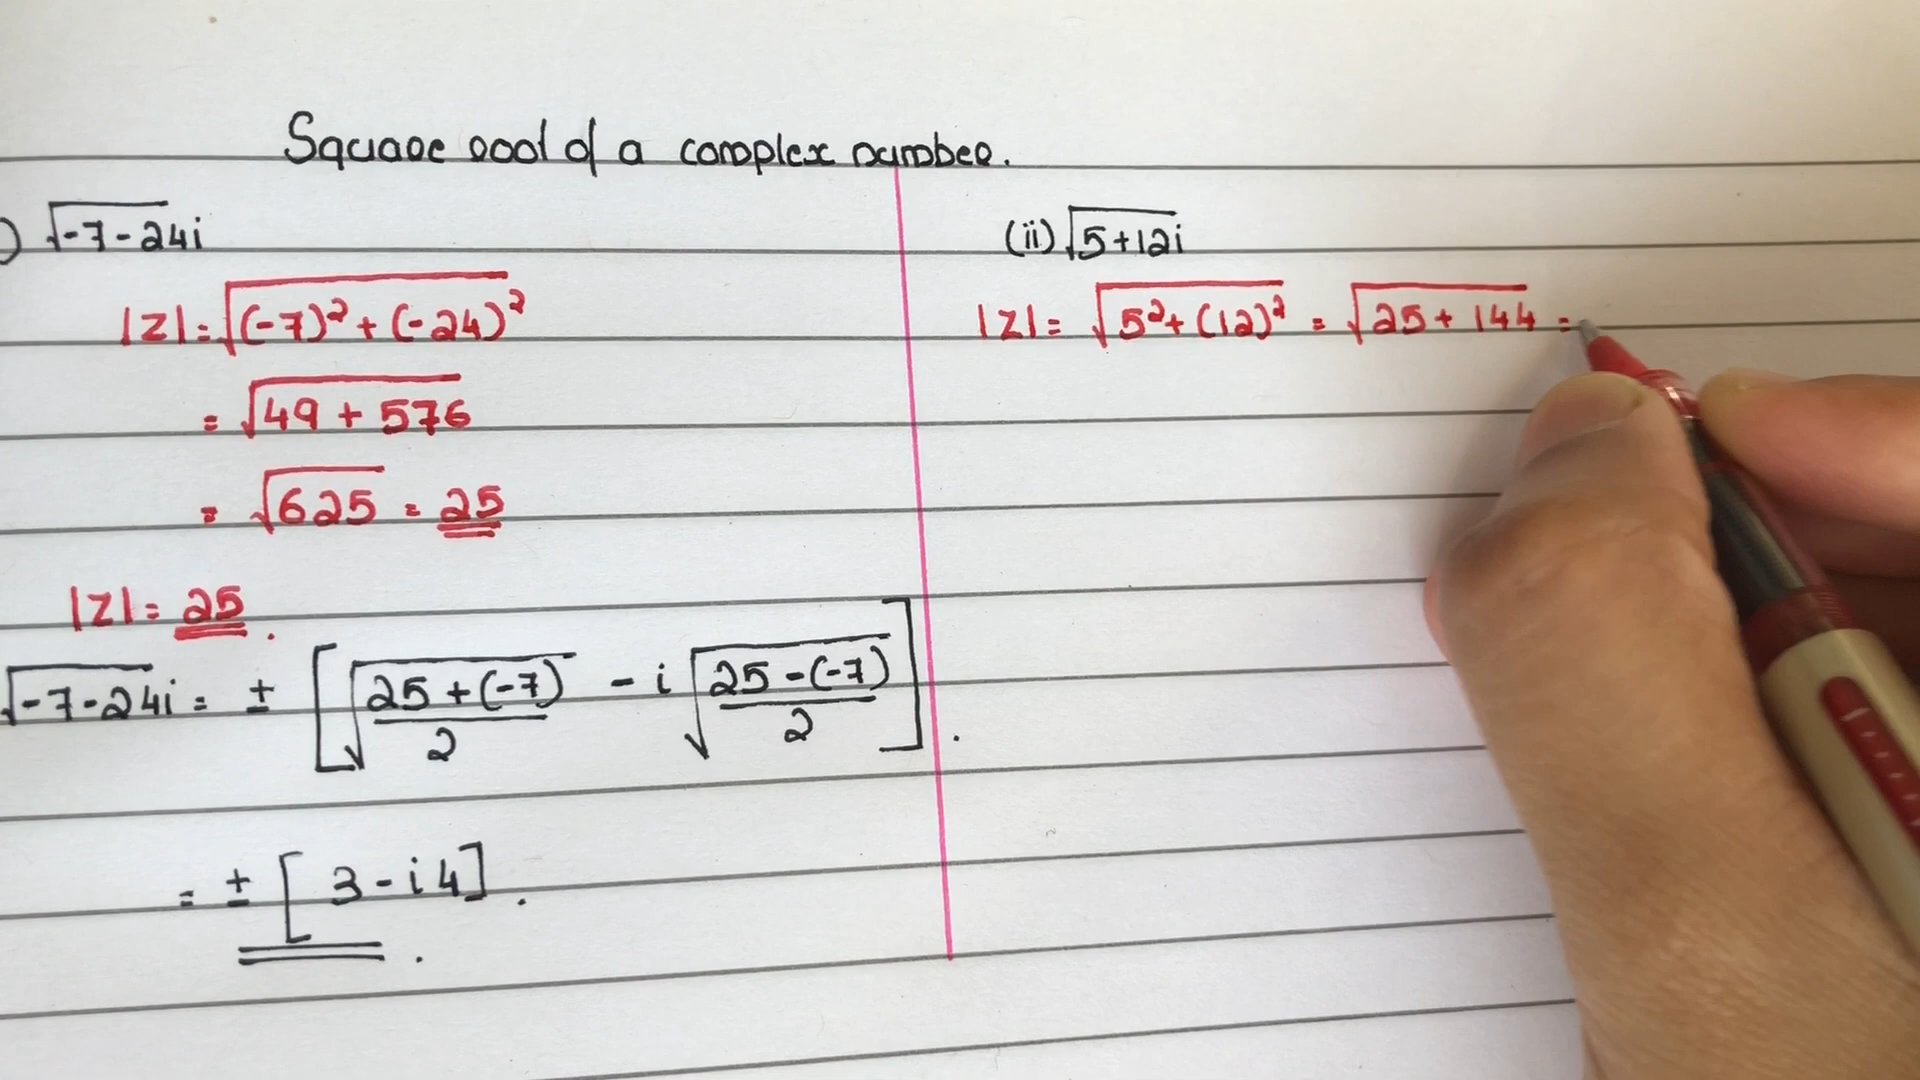 Square root of a complex number.
) √-7-24i
|Z| = √(-7)² + (-24)²
= √49 + 576
= √625 = 25
|Z| = 25.
√-7-24i = ± [√25+(-7)/2 - i √25-(-7)/2].
= ± [3 - i4].
(ii) √5+12i
|Z| = √5² + (12)² = √25 + 144 =